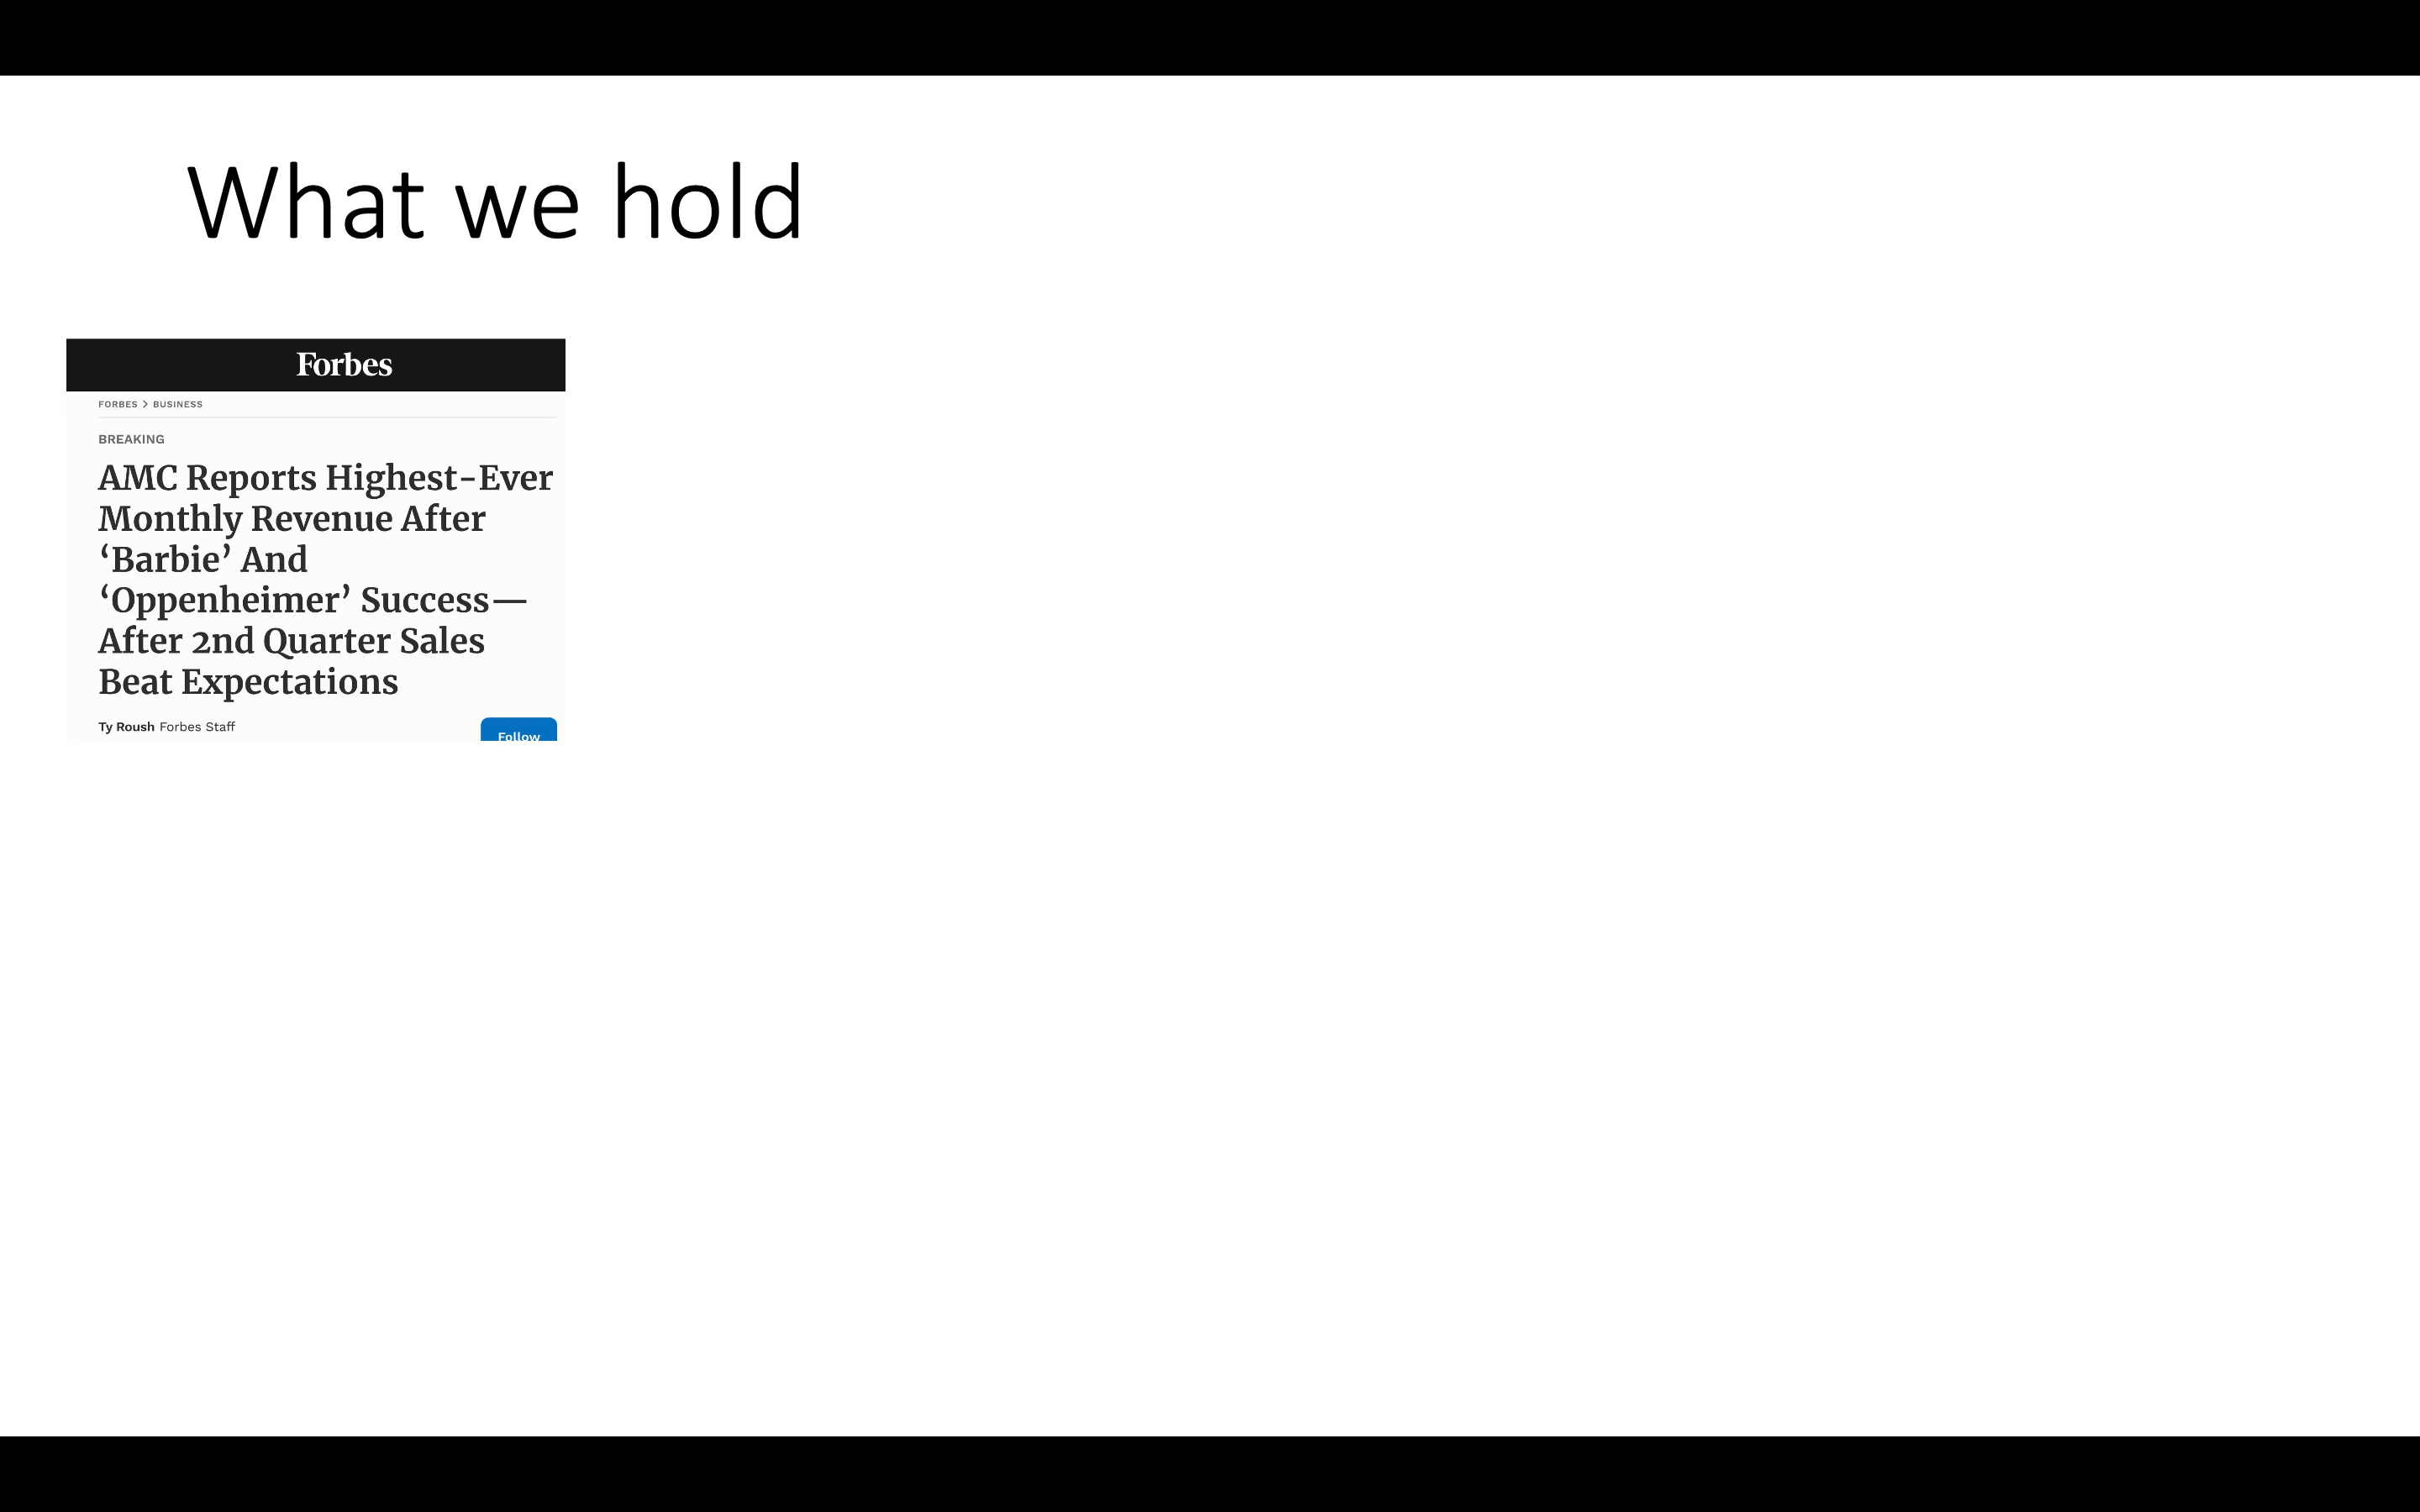 What we hold
Forbes
FORBES > BUSINESS
BREAKING
AMC Reports Highest-Ever
Monthly Revenue After
‘Barbie’ And
‘Oppenheimer’ Success—
After 2nd Quarter Sales
Beat Expectations
Ty Roush Forbes Staff
Follow